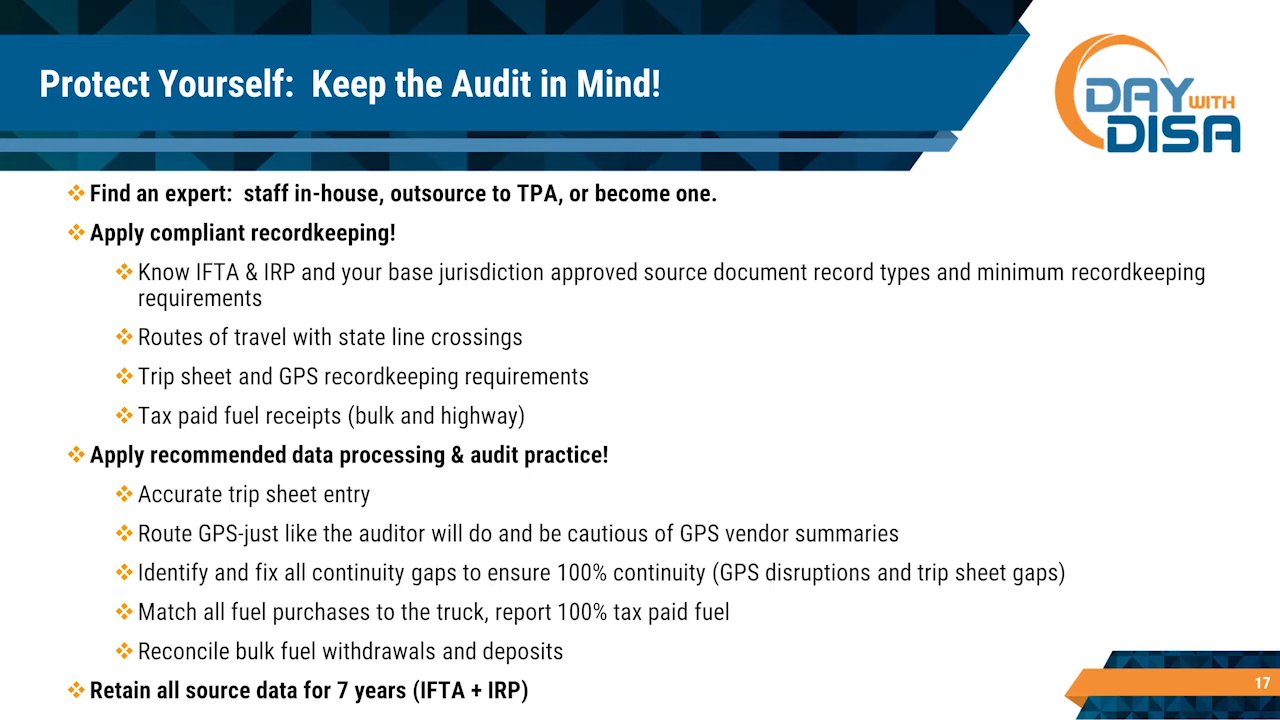 Protect Yourself:  Keep the Audit in Mind!
DAY WITH
DISA
Find an expert:  staff in-house, outsource to TPA, or become one.
Apply compliant recordkeeping!
Know IFTA & IRP and your base jurisdiction approved source document record types and minimum recordkeeping
requirements
Routes of travel with state line crossings
Trip sheet and GPS recordkeeping requirements
Tax paid fuel receipts (bulk and highway)
Apply recommended data processing & audit practice!
Accurate trip sheet entry
Route GPS-just like the auditor will do and be cautious of GPS vendor summaries
Identify and fix all continuity gaps to ensure 100% continuity (GPS disruptions and trip sheet gaps)
Match all fuel purchases to the truck, report 100% tax paid fuel
Reconcile bulk fuel withdrawals and deposits
Retain all source data for 7 years (IFTA + IRP)
17